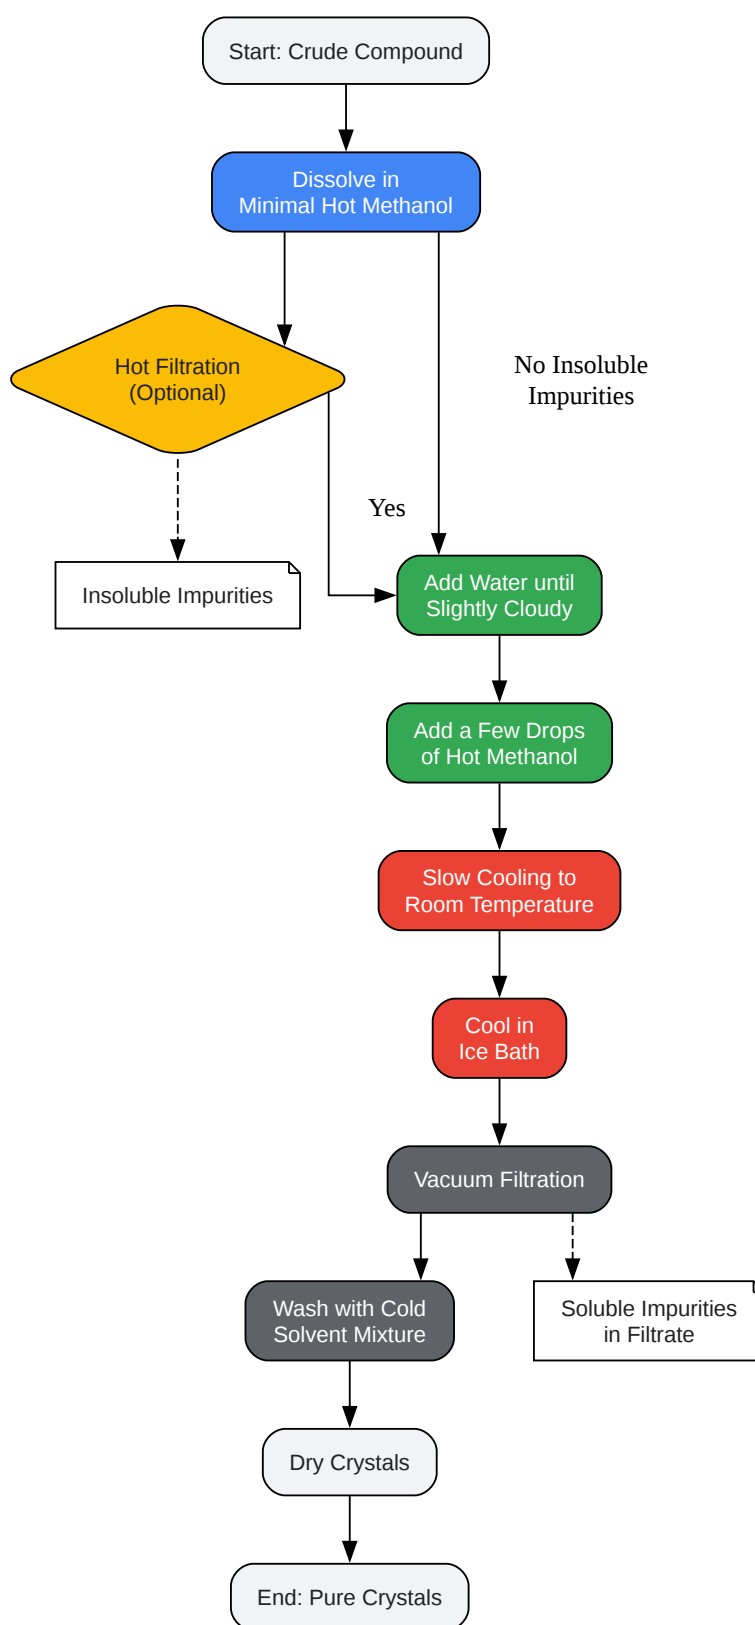 Start: Crude Compound
Dissolve in
Minimal Hot Methanol
Hot Filtration
(Optional)
No Insoluble
Impurities
Yes
Insoluble Impurities
Add Water until
Slightly Cloudy
Add a Few Drops
of Hot Methanol
Slow Cooling to
Room Temperature
Cool in
Ice Bath
Vacuum Filtration
Wash with Cold
Solvent Mixture
Soluble Impurities
in Filtrate
Dry Crystals
End: Pure Crystals